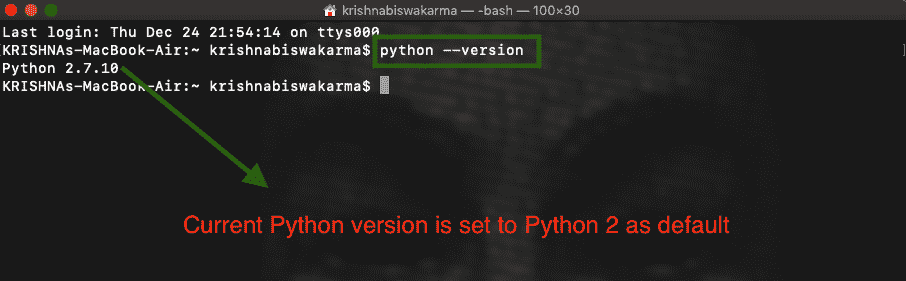 krishnabiswakarma — -bash — 100×30
Last login: Thu Dec 24 21:54:14 on ttys000
[KRISHNAs-MacBook-Air:~ krishnabiswakarma$ python --version ]
Python 2.7.10
KRISHNAs-MacBook-Air:~ krishnabiswakarma$
Current Python version is set to Python 2 as default